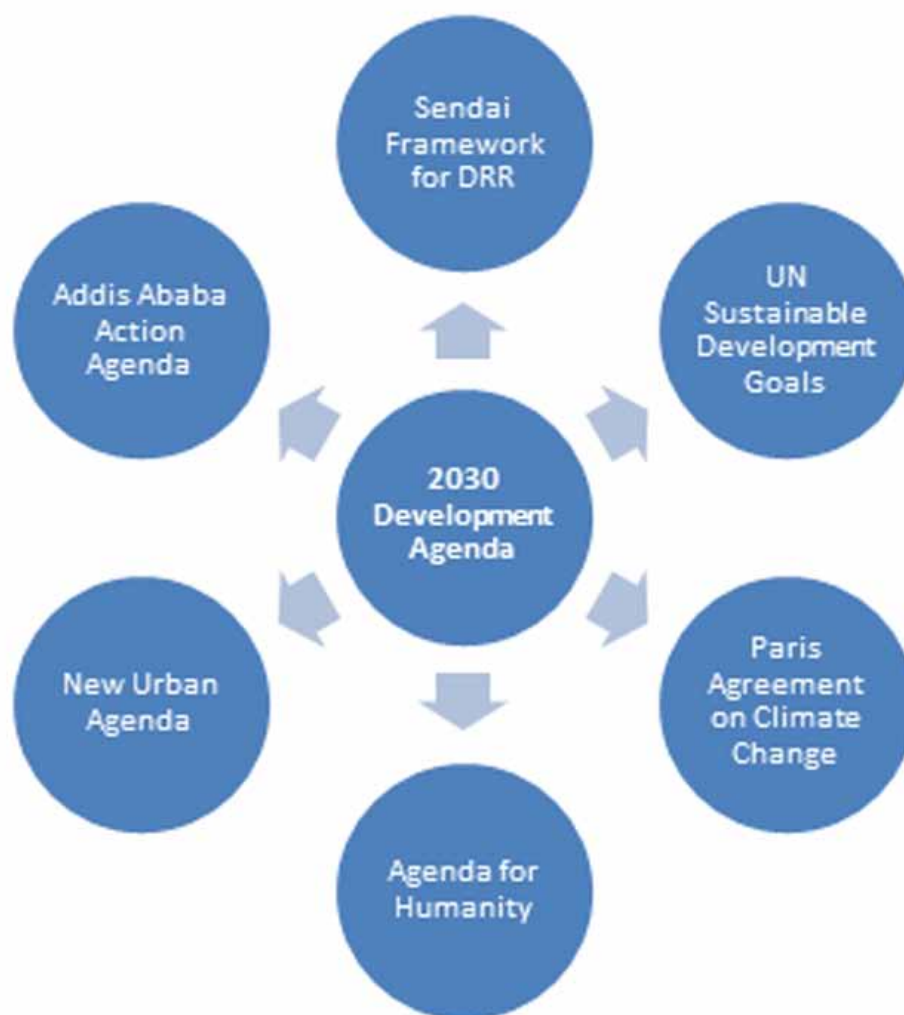 Sendai
Framework
for DRR
UN
Sustainable
Development
Goals
Paris
Agreement
on Climate
Change
Agenda for
Humanity
New Urban
Agenda
Addis Ababa
Action
Agenda
2030
Development
Agenda